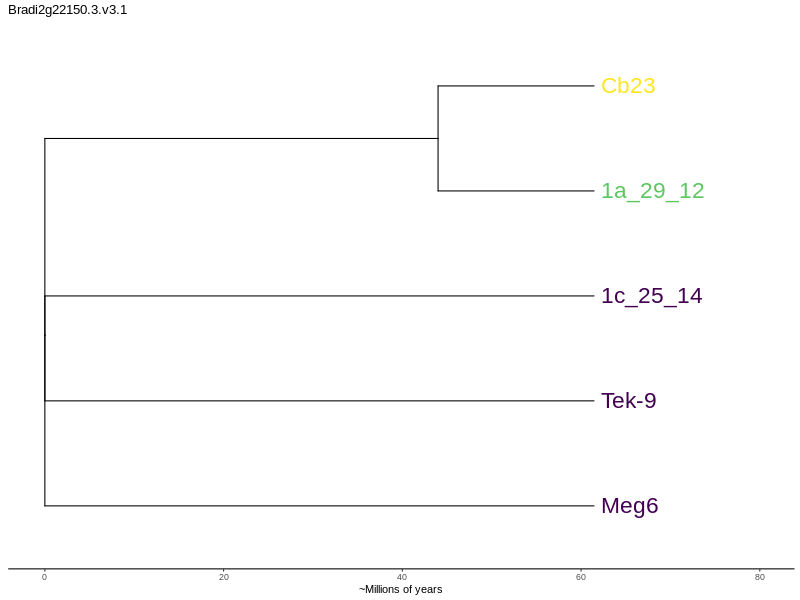 Bradi2g22150.3.v3.1
Cb23
1a_29_12
1c_25_14
Tek-9
Meg6
0 20 40 60 80
~Millions of years